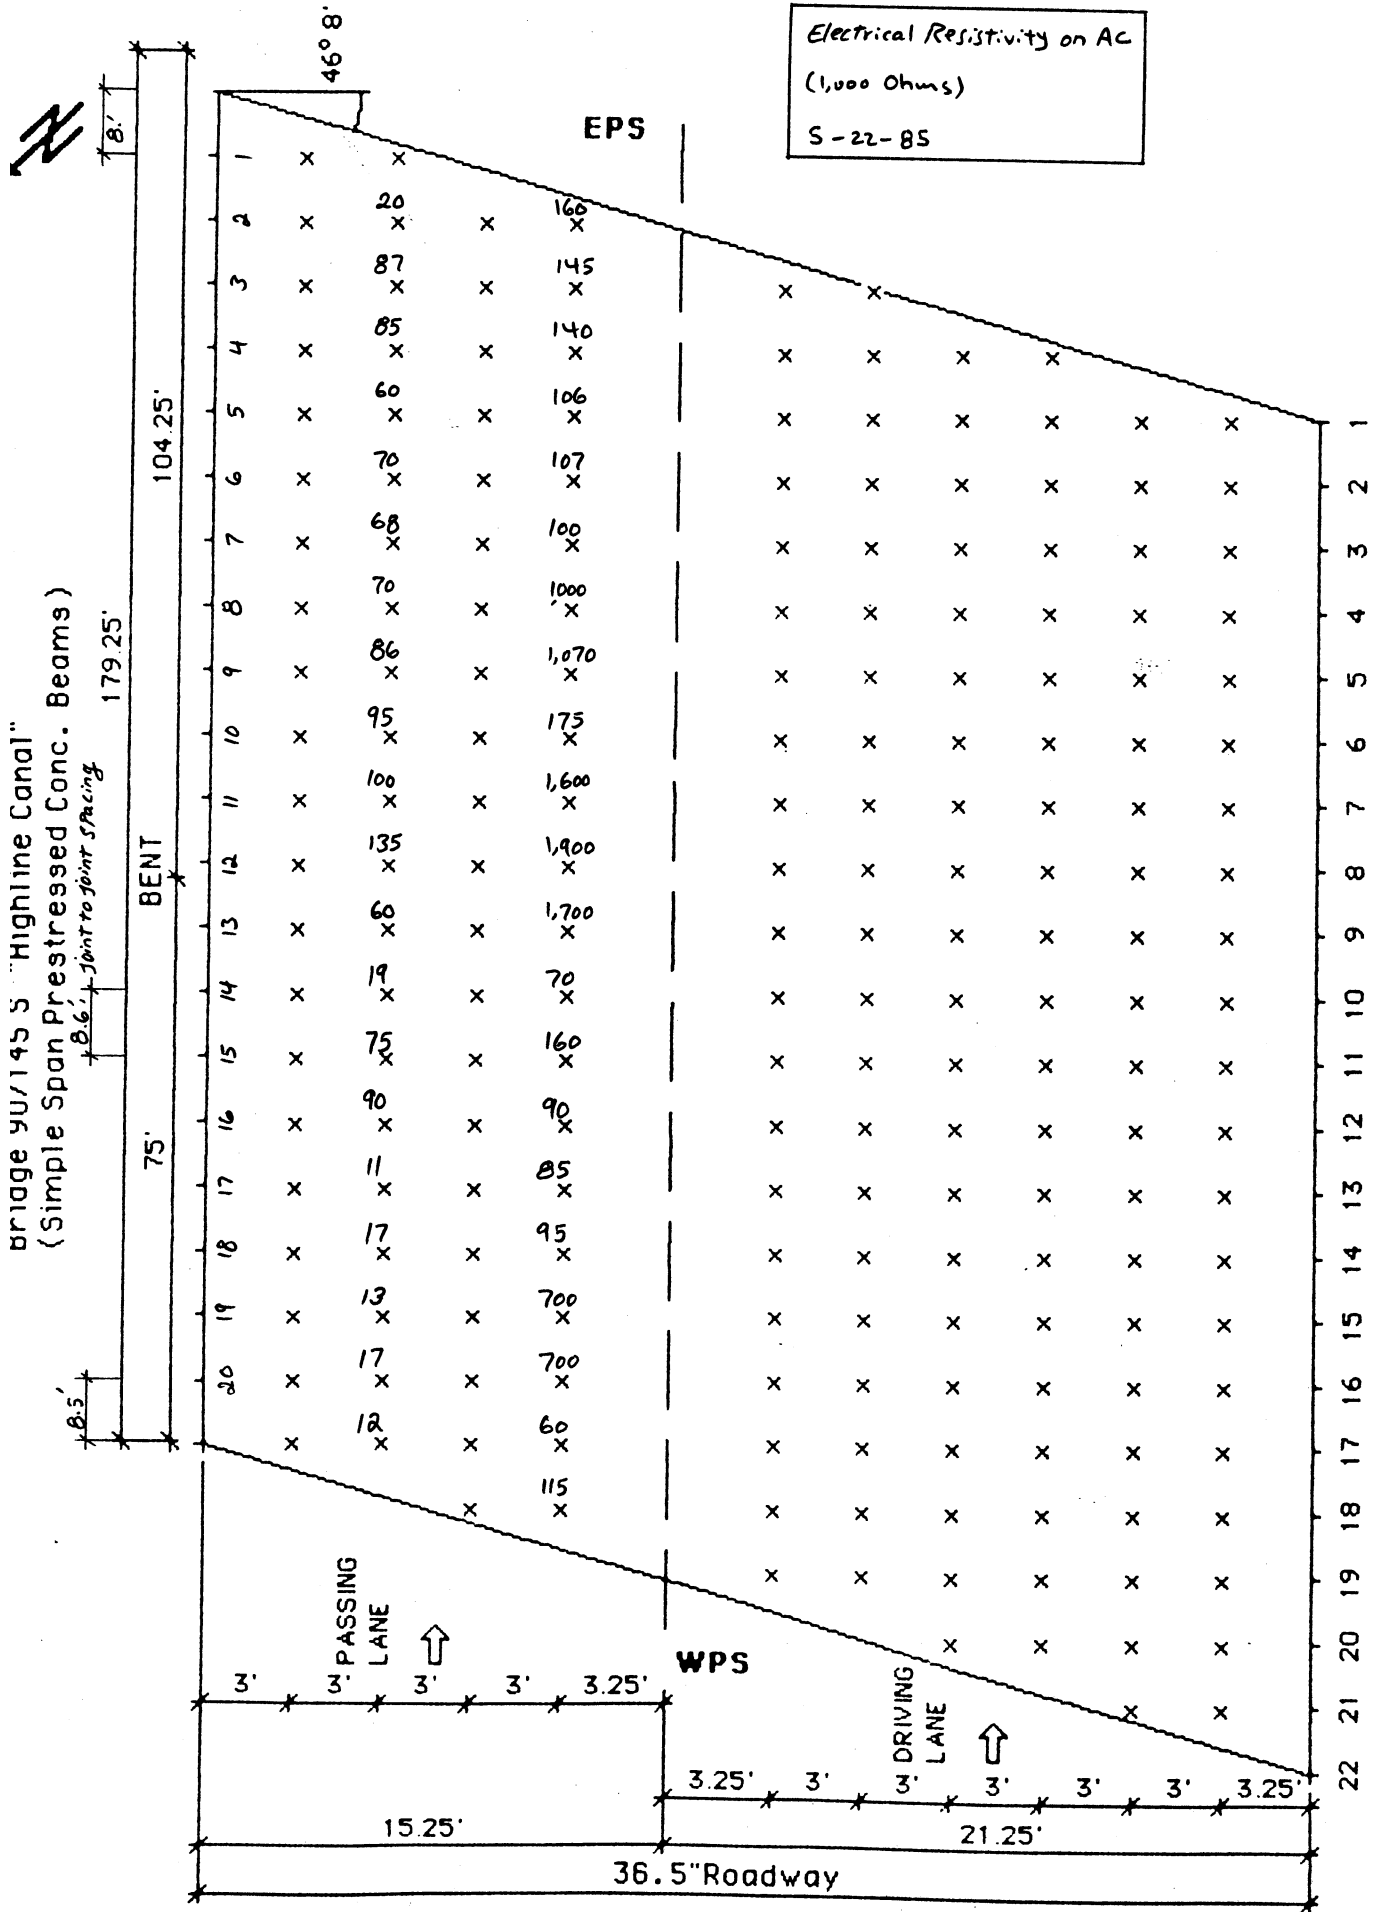 Electrical Resistivity on AC
(1,000 Ohms)
5-22-85
46° 8'
8.'
EPS
104.25'
179.25'
Bridge 90/145 S "Highline Canal"
(Simple Span Prestressed Conc. Beams)
8.6' Joint to joint spacing
BENT
75'
8.5'
1
2 20 160
3 87 145
4 85 140
5 60 106
6 70 107
7 68 100
8 70 1000
9 86 1,070
10 95 175
11 100 1,600
12 135 1,900
13 60 1,700
14 19 70
15 75 160
16 90 90
17 11 85
18 17 95
19 13 700
20 17 700
12 60
115
1
2
3
4
5
6
7
8
9
10
11
12
13
14
15
16
17
18
19
20
21
22
PASSING
LANE
WPS
3' 3' 3' 3' 3.25'
DRIVING
LANE
3.25' 3' 3' 3' 3' 3' 3.25'
15.25' 21.25'
36.5" Roadway